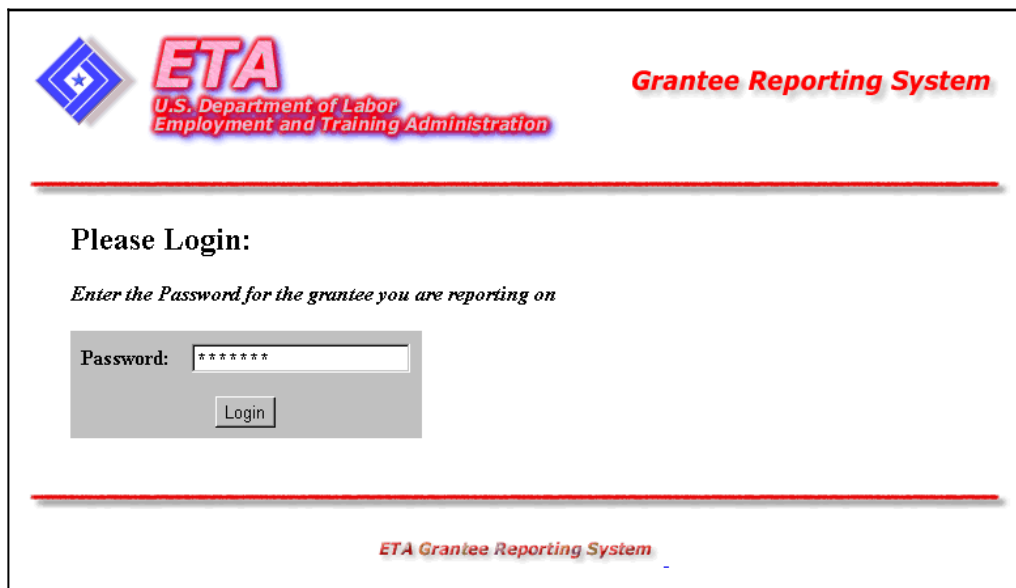 ETA
U.S. Department of Labor
Employment and Training Administration
Grantee Reporting System
Please Login:
Enter the Password for the grantee you are reporting on
Password: *******
Login
ETA Grantee Reporting System